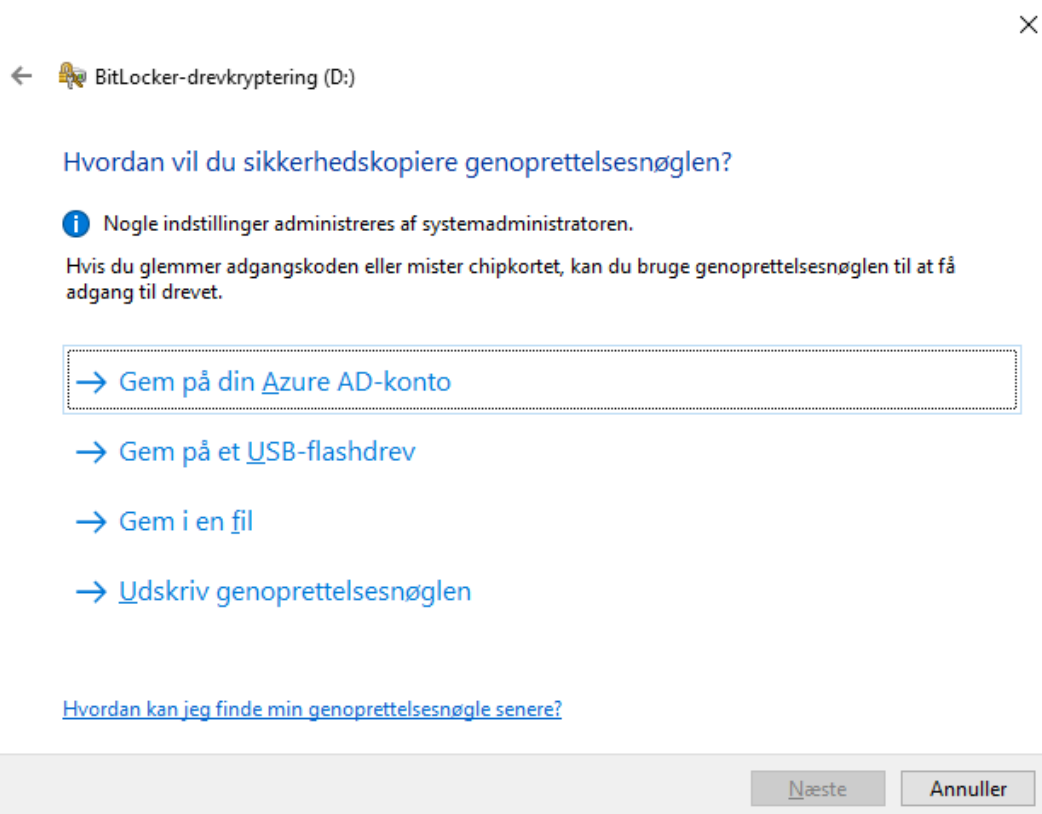 BitLocker-drevkryptering (D:)
Hvordan vil du sikkerhedskopiere genoprettelsesnøglen?
Nogle indstillinger administreres af systemadministratoren.
Hvis du glemmer adgangskoden eller mister chipkortet, kan du bruge genoprettelsesnøglen til at få
adgang til drevet.
Gem på din Azure AD-konto
Gem på et USB-flashdrev
Gem i en fil
Udskriv genoprettelsesnøglen
Hvordan kan jeg finde min genoprettelsesnøgle senere?
Næste
Annuller